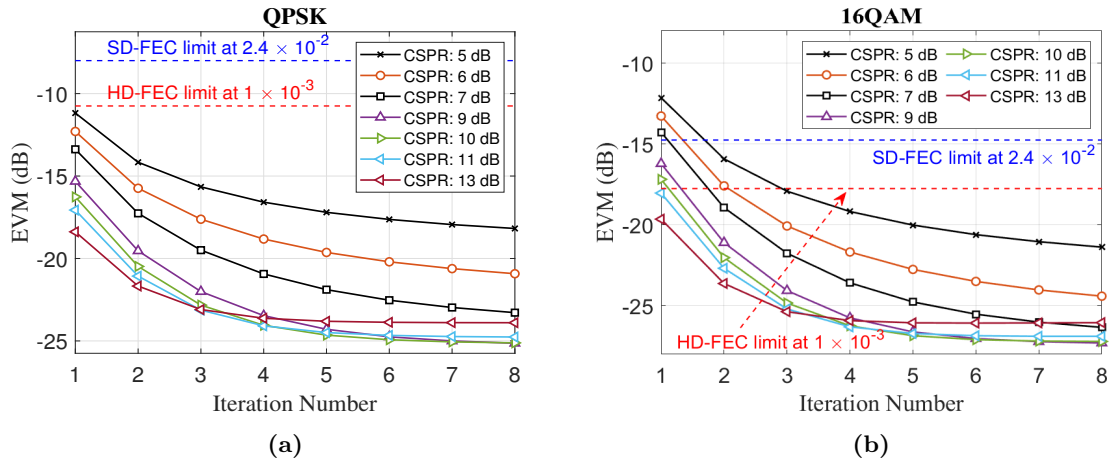 QPSK
SD-FEC limit at 2.4 × 10⁻²
HD-FEC limit at 1 × 10⁻³
CSPR: 5 dB
CSPR: 6 dB
CSPR: 7 dB
CSPR: 9 dB
CSPR: 10 dB
CSPR: 11 dB
CSPR: 13 dB
EVM (dB)
-10
-15
-20
-25
1 2 3 4 5 6 7 8
Iteration Number
(a)
16QAM
CSPR: 5 dB
CSPR: 6 dB
CSPR: 7 dB
CSPR: 9 dB
CSPR: 10 dB
CSPR: 11 dB
CSPR: 13 dB
SD-FEC limit at 2.4 × 10⁻²
HD-FEC limit at 1 × 10⁻³
EVM (dB)
-10
-15
-20
-25
1 2 3 4 5 6 7 8
Iteration Number
(b)